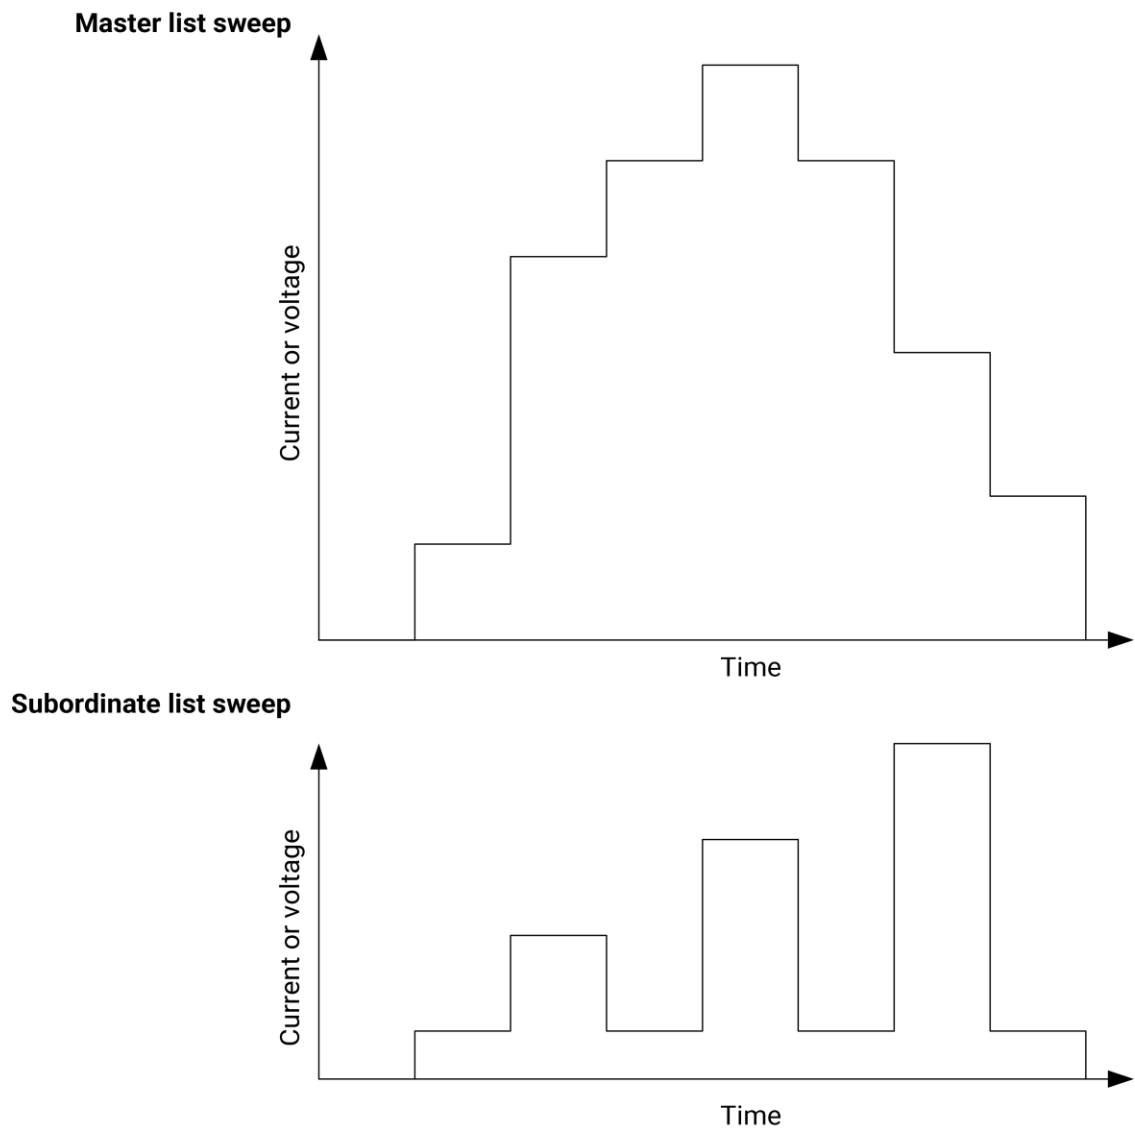 Master list sweep
Current or voltage
Time
Subordinate list sweep
Current or voltage
Time